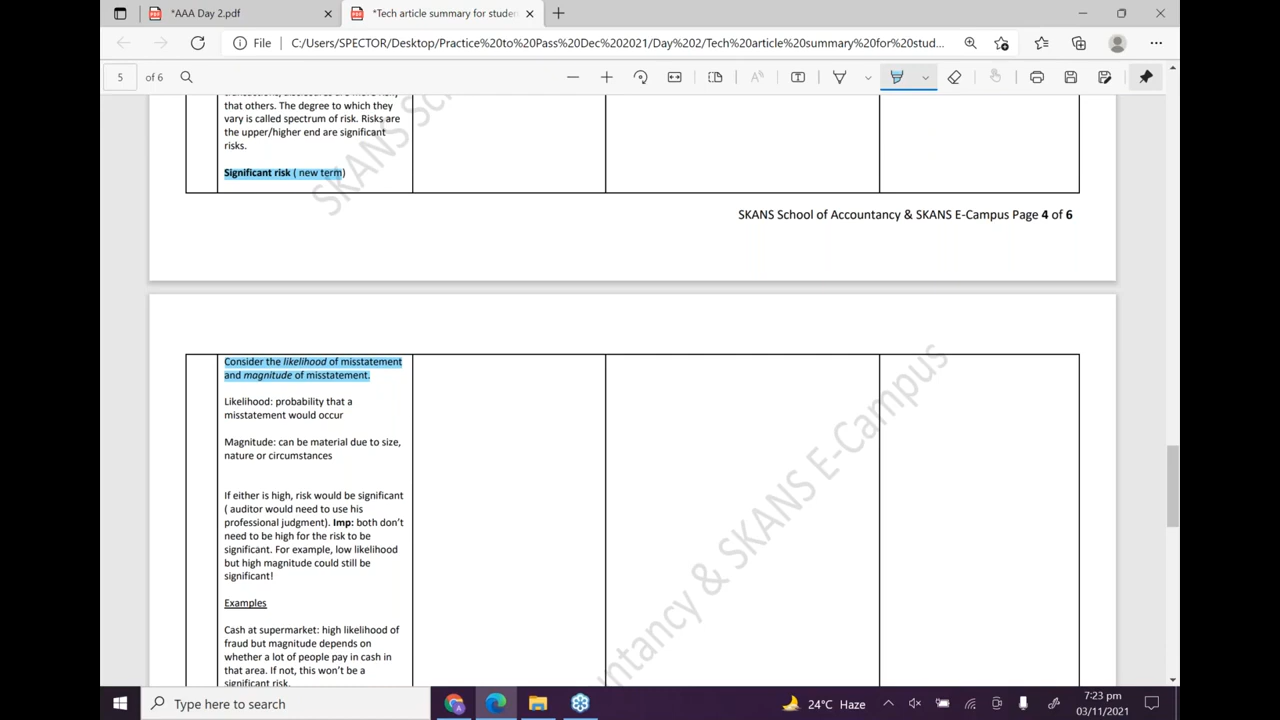 *AAA Day 2.pdf
*Tech article summary for studen
File
C:/Users/SPECTOR/Desktop/Practice%20to%20Pass%20Dec%202021/Day%202/Tech%20article%20summary%20for%20stud...
5 of 6
that others. The degree to which they
vary is called spectrum of risk. Risks are
the upper/higher end are significant
risks.
Significant risk ( new term)
SKANS School of Accountancy & SKANS E-Campus Page 4 of 6
Consider the likelihood of misstatement
and magnitude of misstatement.
Likelihood: probability that a
misstatement would occur
Magnitude: can be material due to size,
nature or circumstances
If either is high, risk would be significant
( auditor would need to use his
professional judgment). Imp: both don't
need to be high for the risk to be
significant. For example, low likelihood
but high magnitude could still be
significant!
Examples
Cash at supermarket: high likelihood of
fraud but magnitude depends on
whether a lot of people pay in cash in
that area. If not, this won't be a
significant risk.
SKANS Sc
ntancy & SKANS E-Campus
Type here to search
24°C Haze
7:23 pm
03/11/2021